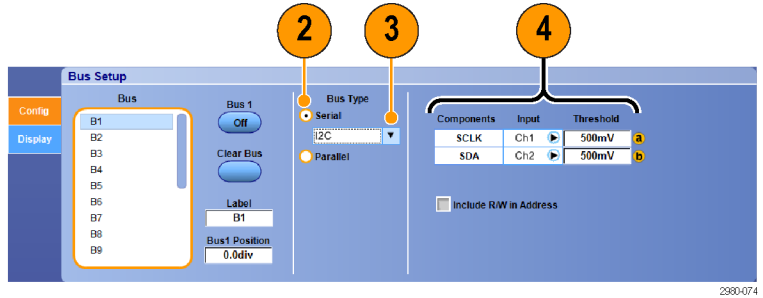 2
3
4
Bus Setup
Config
Display
Bus
B1
B2
B3
B4
B5
B6
B7
B8
B9
Bus 1
Off
Clear Bus
Label
B1
Bus1 Position
0.0div
Bus Type
Serial
I2C
Parallel
Components Input Threshold
SCLK Ch1 500mV a
SDA Ch2 500mV b
Include R/W in Address
2980-074